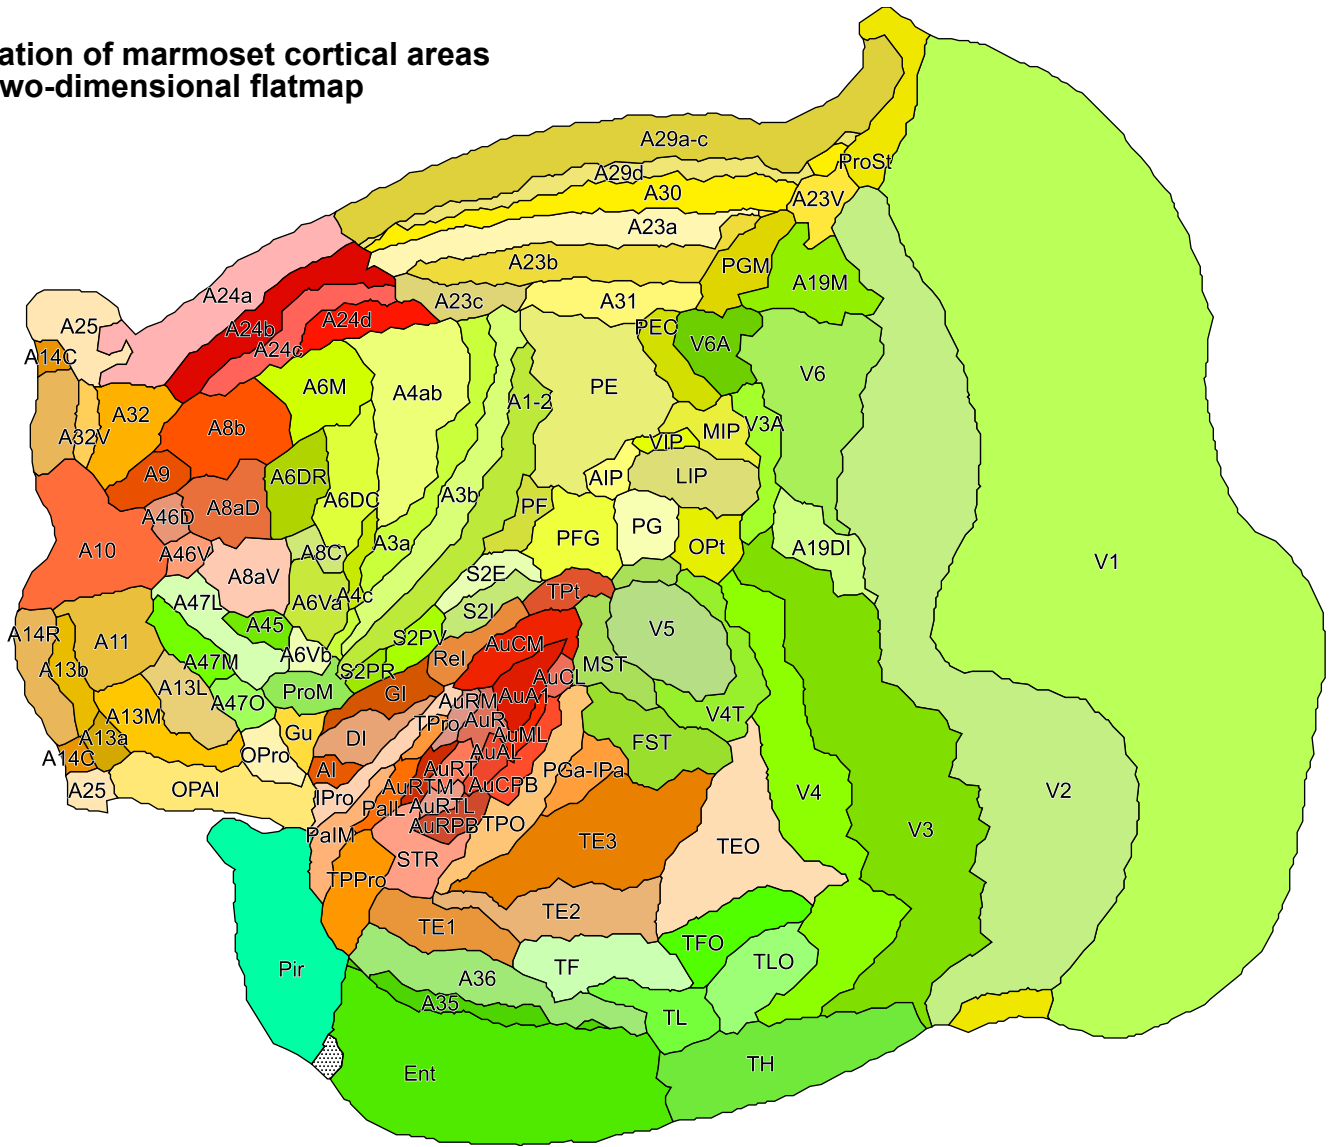 ation of marmoset cortical areas
wo-dimensional flatmap
A29a-c
ProSt
A29d
A30
A23V
A23a
A23b
PGM
A19M
A24a
A23c
A31
A25
A24b
A24d
PEC
A24c
V6A
A14C
V6
A6M
A4ab
PE
A1-2
A32
A32V
A8b
VIP
MIP
V3A
A9
A6DR
AIP
LIP
A6DC
A3b
PF
A46D
A8aD
PG
PFG
OPt
A19DI
A10
A46V
A8C
A3a
V1
A8aV
S2E
TPt
A47L
A6Va
A4c
S2I
A45
V5
A14R
A11
S2PV
AuCM
A6Vb
ReI
A13b
A47M
S2PR
MST
AuCL
A13L
ProM
GI
AuA1
A47O
AuRM
A13M
TPro
AuR
V4T
Gu
DI
AuML
FST
A13a
AuAL
A14C
OPro
AI
AuRT
PGa-IPa
A25
OPAl
AuRTM
AuCPB
V4
V2
IPro
PaIL
AuRTL
AuRPB
TPO
V3
PaIM
TE3
TEO
STR
TPPro
TE2
TE1
TFO
TLO
Pir
A36
TF
A35
TL
Ent
TH